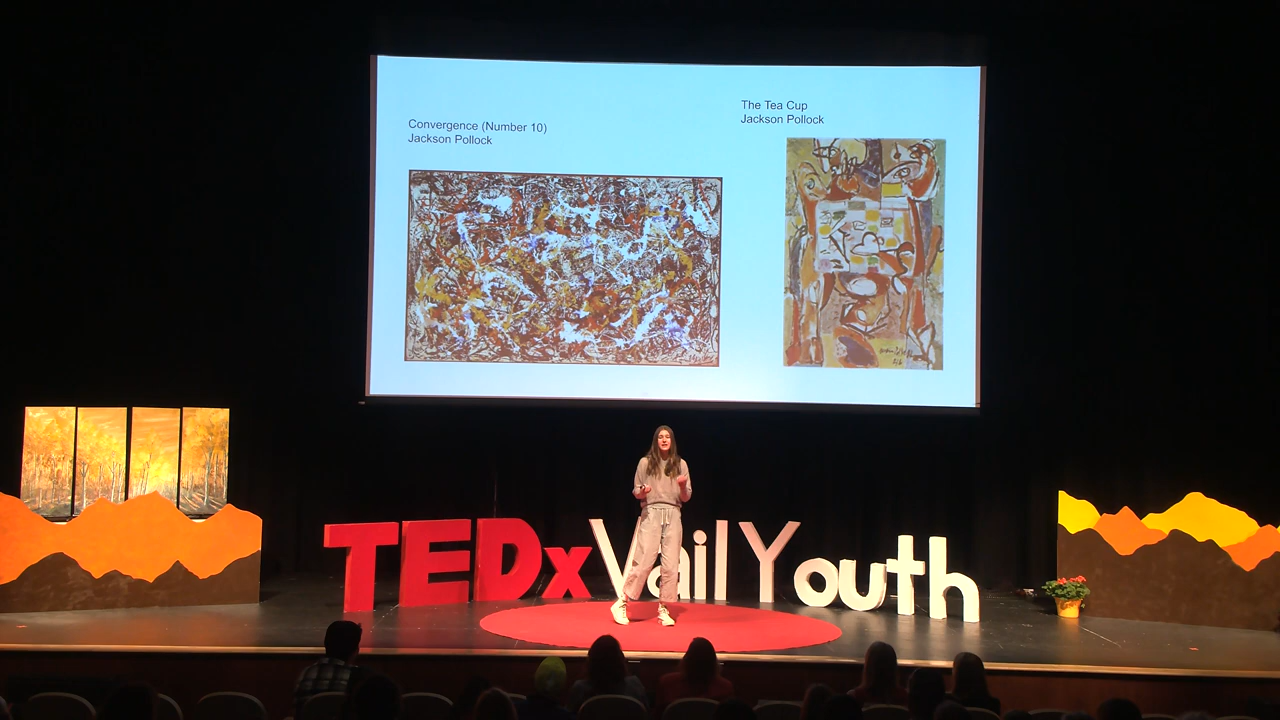 Convergence (Number 10)
Jackson Pollock
The Tea Cup
Jackson Pollock
TEDxVailYouth